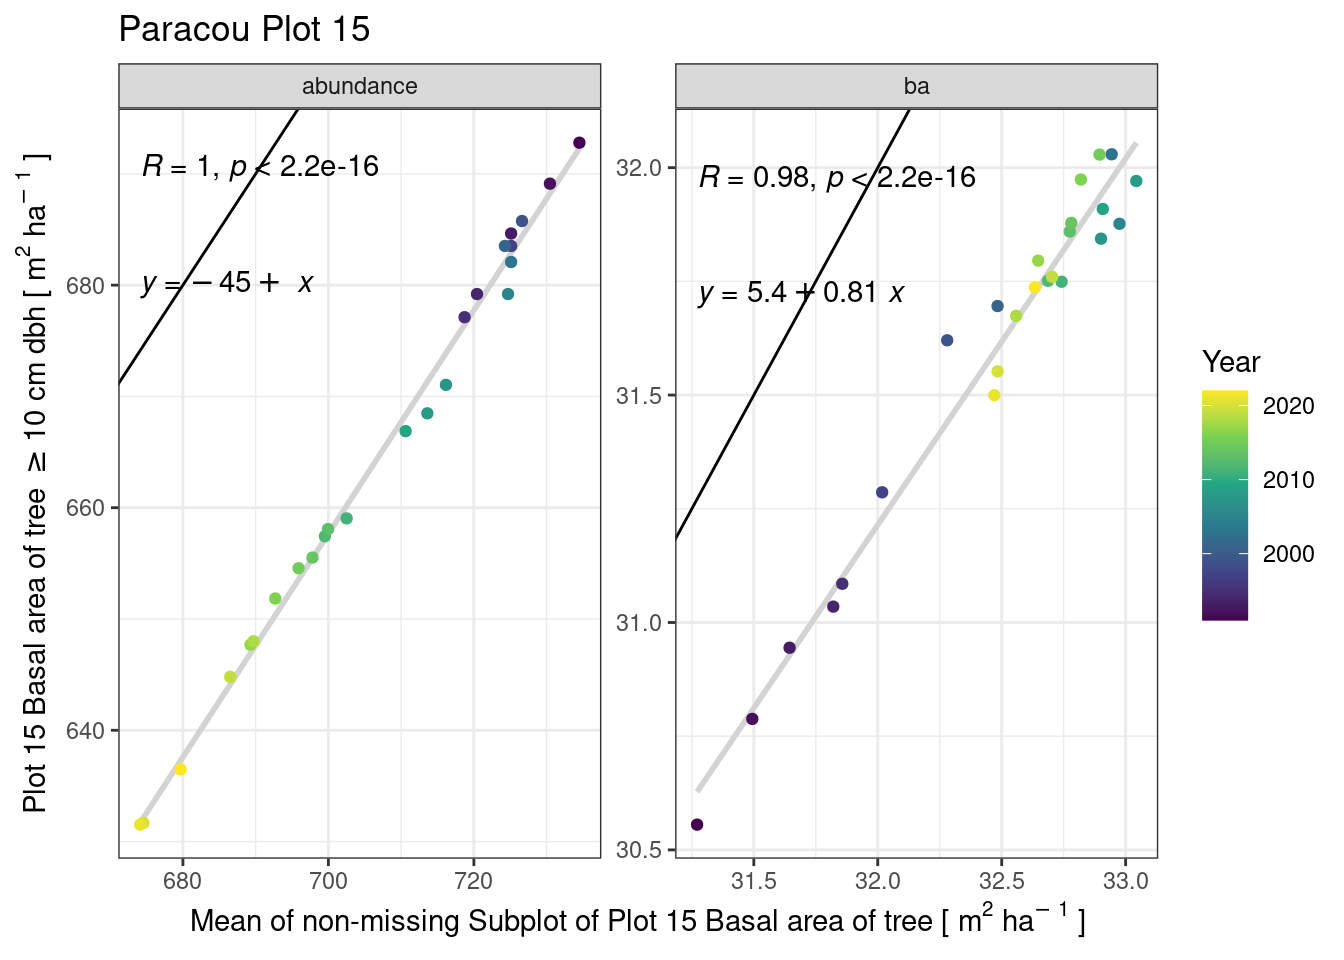 Paracou Plot 15
abundance
ba
R = 1, p < 2.2e-16
y = − 45 + x
R = 0.98, p < 2.2e-16
y = 5.4 + 0.81 x
Plot 15 Basal area of tree ≥ 10 cm dbh [ m² ha⁻¹ ]
680
660
640
32.0
31.5
31.0
30.5
680 700 720
31.5 32.0 32.5 33.0
Mean of non-missing Subplot of Plot 15 Basal area of tree [ m² ha⁻¹ ]
Year
2020
2010
2000